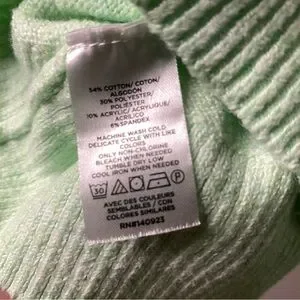 54% COTTON/ COTON/
ALGODÓN
30% POLYESTER/
POLIESTER
10% ACRYLIC/ ACRYLIQUE/
ACRÍLICO
6% SPANDEX
MACHINE WASH COLD
DELICATE CYCLE WITH LIKE
COLORS
ONLY NON-CHLORINE
BLEACH WHEN NEEDED
TUMBLE DRY LOW
COOL IRON WHEN NEEDED
30
AVEC DES COULEURS
SEMBLABLES / CON
COLORES SIMILARES
RN#140923